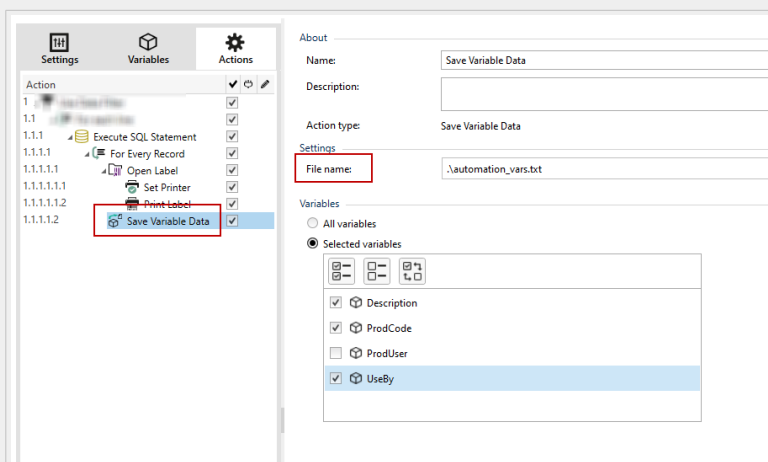 Settings
Variables
Actions
Action
1
1.1
1.1.1 Execute SQL Statement
1.1.1.1 For Every Record
1.1.1.1.1 Open Label
1.1.1.1.1.1 Set Printer
1.1.1.1.1.2 Print Label
1.1.1.1.2 Save Variable Data
About
Name: Save Variable Data
Description:
Action type: Save Variable Data
Settings
File name: .\automation_vars.txt
Variables
All variables
Selected variables
Description
ProdCode
ProdUser
UseBy